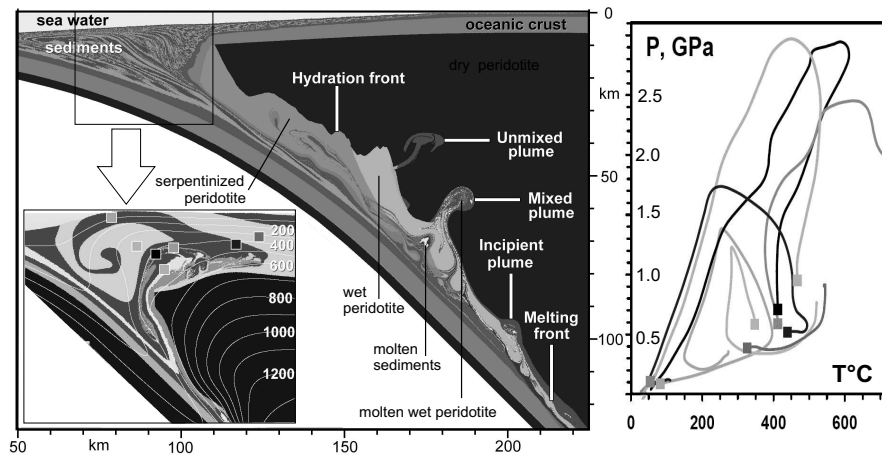 sea water
sediments
oceanic crust
dry peridotite
Hydration front
Unmixed
plume
serpentinized
peridotite
Mixed
plume
Incipient
plume
wet
peridotite
Melting
front
molten
sediments
molten wet peridotite
200
400
600
800
1000
1200
0
km
50
100
50
km
100
150
200
P, GPa
2.5
2.0
1.5
1.0
0.5
T°C
0
200
400
600